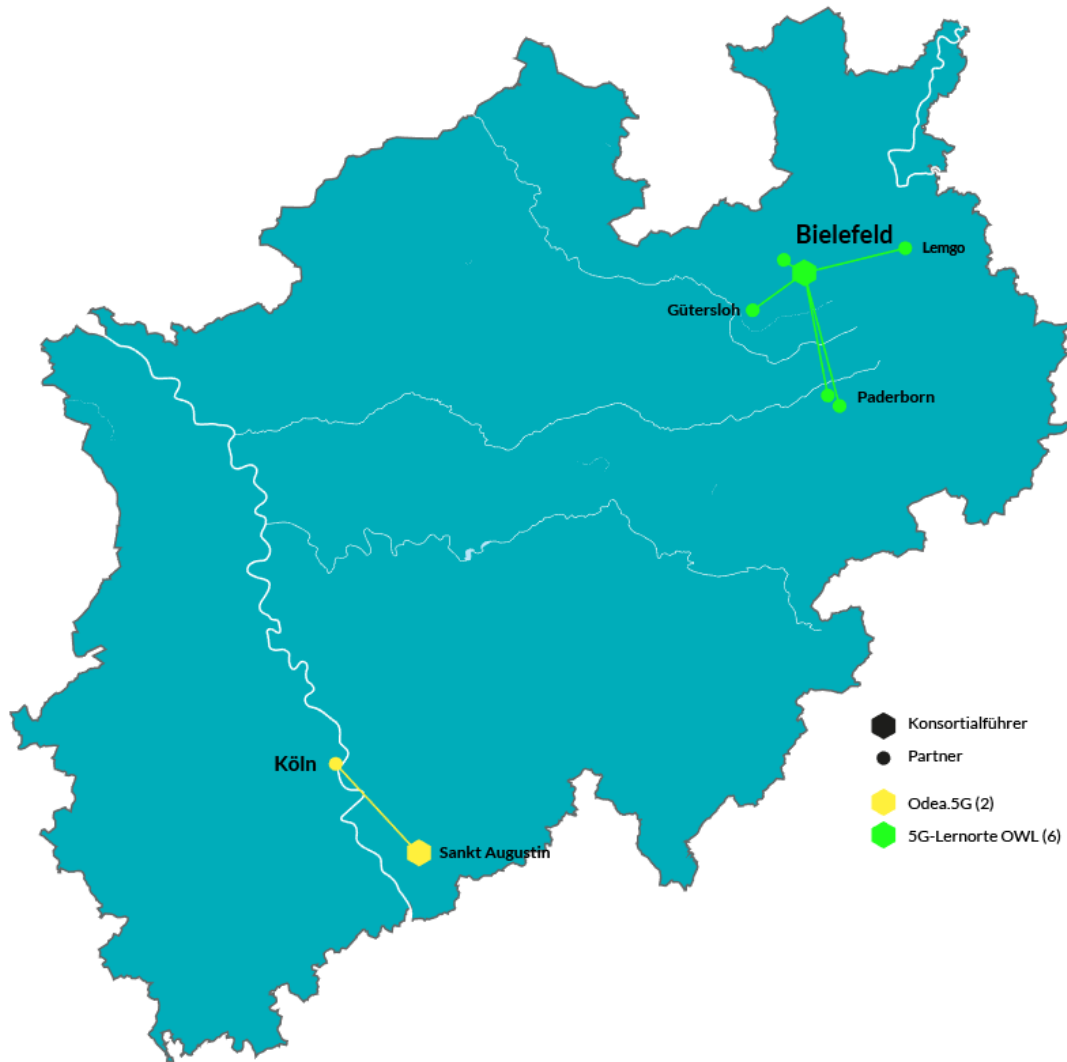 Bielefeld
Lemgo
Gütersloh
Paderborn
Konsortialführer
Partner
Köln
Odea.5G (2)
5G-Lernorte OWL (6)
Sankt Augustin